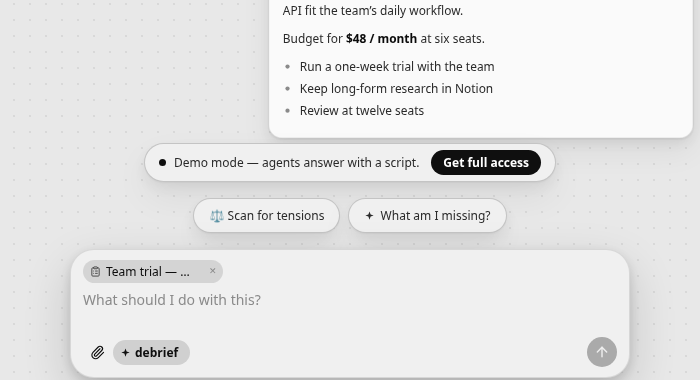 API fit the team's daily workflow.
Budget for $48 / month at six seats.
• Run a one-week trial with the team
• Keep long-form research in Notion
• Review at twelve seats
Demo mode — agents answer with a script. Get full access
⚖️ Scan for tensions ✦ What am I missing?
Team trial — ... ×
What should I do with this?
✦ debrief